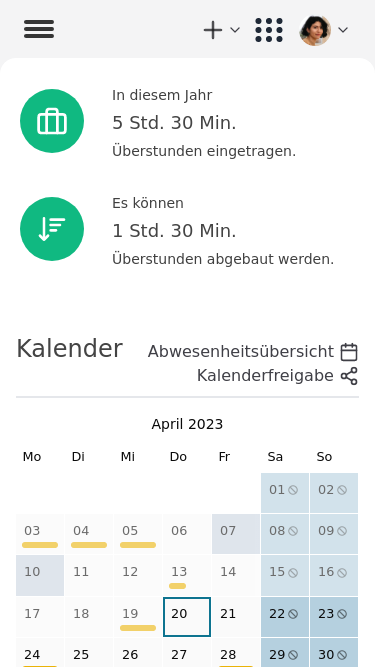 In diesem Jahr
5 Std. 30 Min.
Überstunden eingetragen.
Es können
1 Std. 30 Min.
Überstunden abgebaut werden.
Kalender
Abwesenheitsübersicht
Kalenderfreigabe
April 2023
Mo Di Mi Do Fr Sa So
01 02
03 04 05 06 07 08 09
10 11 12 13 14 15 16
17 18 19 20 21 22 23
24 25 26 27 28 29 30